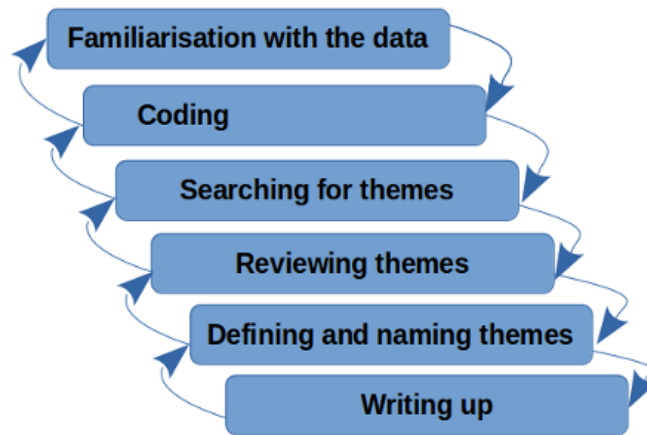 Familiarisation with the data
Coding
Searching for themes
Reviewing themes
Defining and naming themes
Writing up